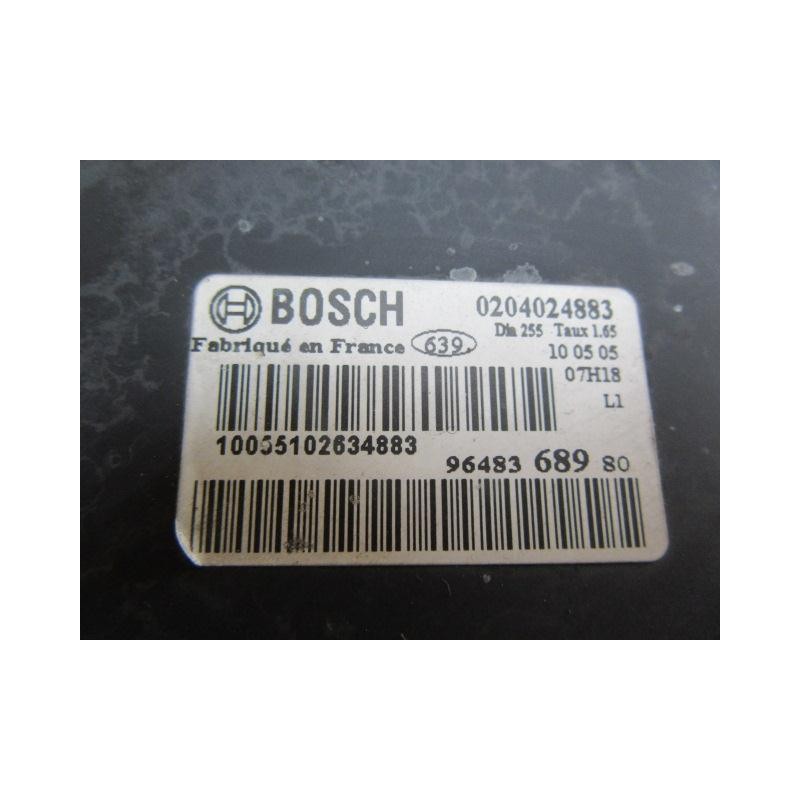 BOSCH 0204024883
Dia 255 Taux 1.65
Fabriqué en France 639. 10 05 05
07H18
L1
10055102634883
96483 689 80